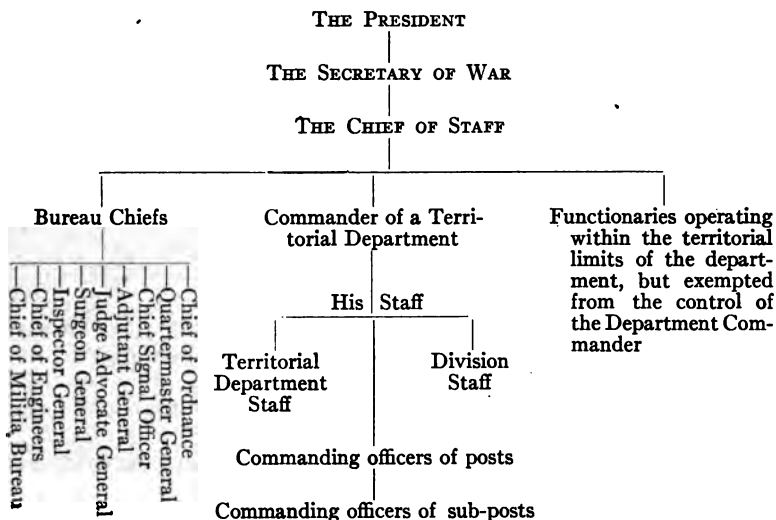 THE PRESIDENT
THE SECRETARY OF WAR
THE CHIEF OF STAFF
Bureau Chiefs
Chief of Ordnance
Quartermaster General
Chief Signal Officer
Adjutant General
Judge Advocate General
Surgeon General
Inspector General
Chief of Engineers
Chief of Militia Bureau
Commander of a Terri-
torial Department
His Staff
Territorial
Department
Staff
Division
Staff
Commanding officers of posts
Commanding officers of sub-posts
Functionaries operating
within the territorial
limits of the depart-
ment, but exempted
from the control of
the Department Com-
mander